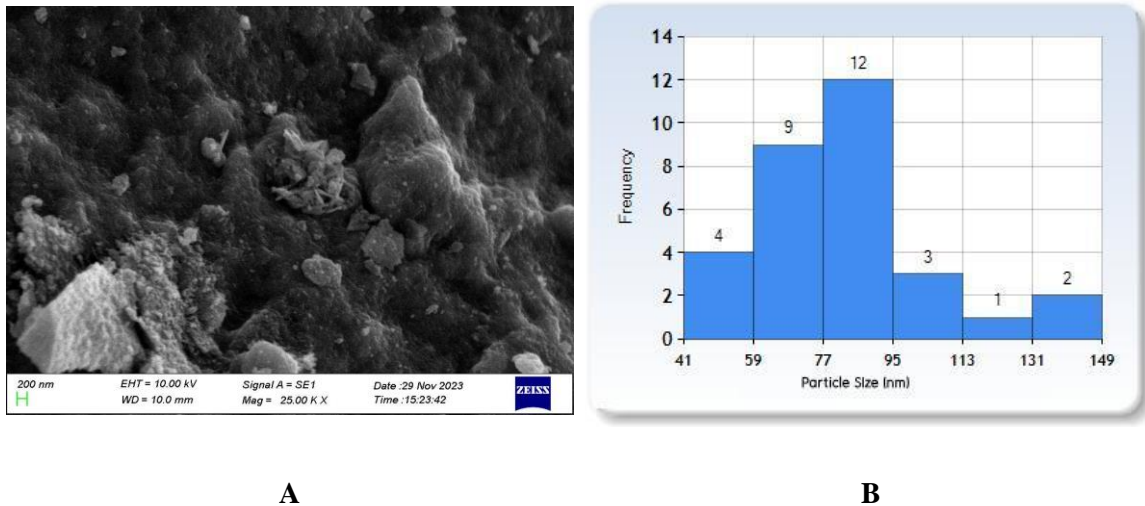 200 nm
H
EHT = 10.00 kV
WD = 10.0 mm
Signal A = SE1
Mag = 25.00 K X
Date :29 Nov 2023
Time :15:23:42
ZEISS
A
14
12
10
8
6
4
2
0
Frequency
4
9
12
3
1
2
41 59 77 95 113 131 149
Particle Size (nm)
B